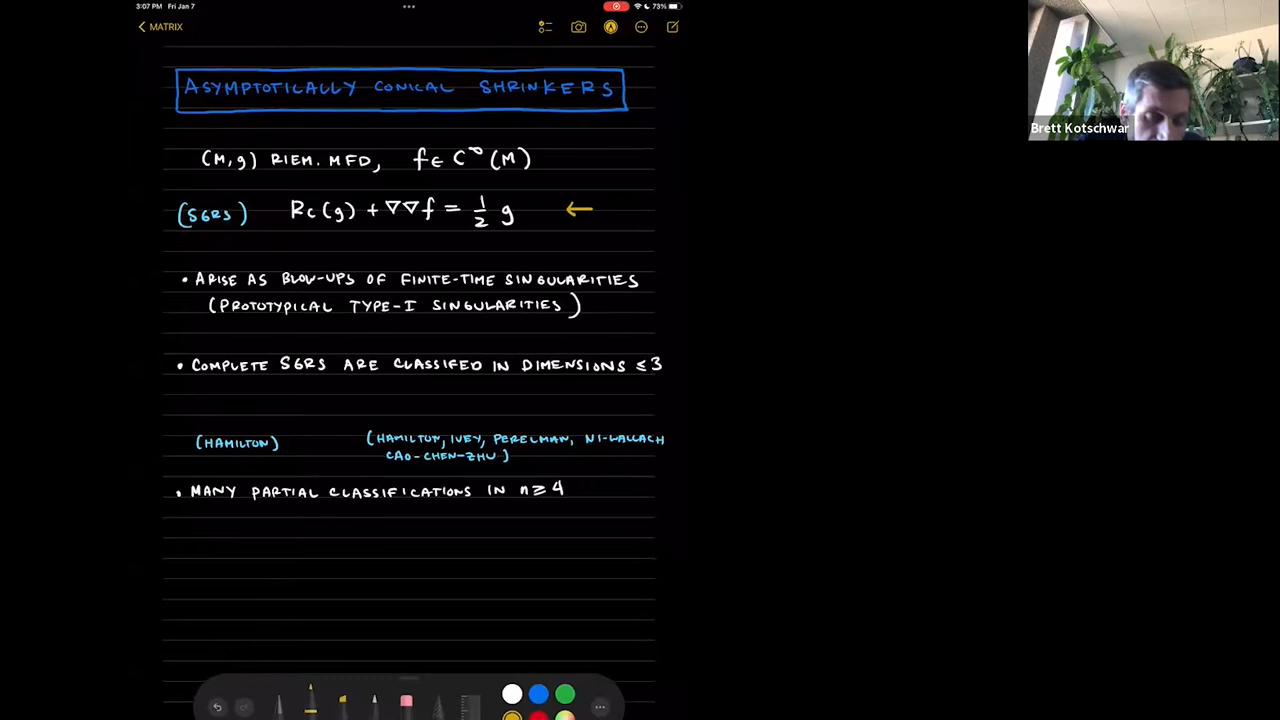 3:07 PM Fri Jan 7
73%
MATRIX
ASYMPTOTICALLY CONICAL SHRINKERS
(M,g) RIEM. MFD, f ∈ C^∞(M)
(SGRS) Rc(g) + ∇∇f = 1/2 g ←
• ARISE AS BLOW-UPS OF FINITE-TIME SINGULARITIES
(PROTOTYPICAL TYPE-I SINGULARITIES)
• COMPLETE SGRS ARE CLASSIFED IN DIMENSIONS ≤ 3
(HAMILTON) (HAMILTON, IVEY, PERELMAN, NI-WALLACH
CAO-CHEN-ZHU)
• MANY PARTIAL CLASSIFICATIONS IN n ≥ 4
Brett Kotschwar